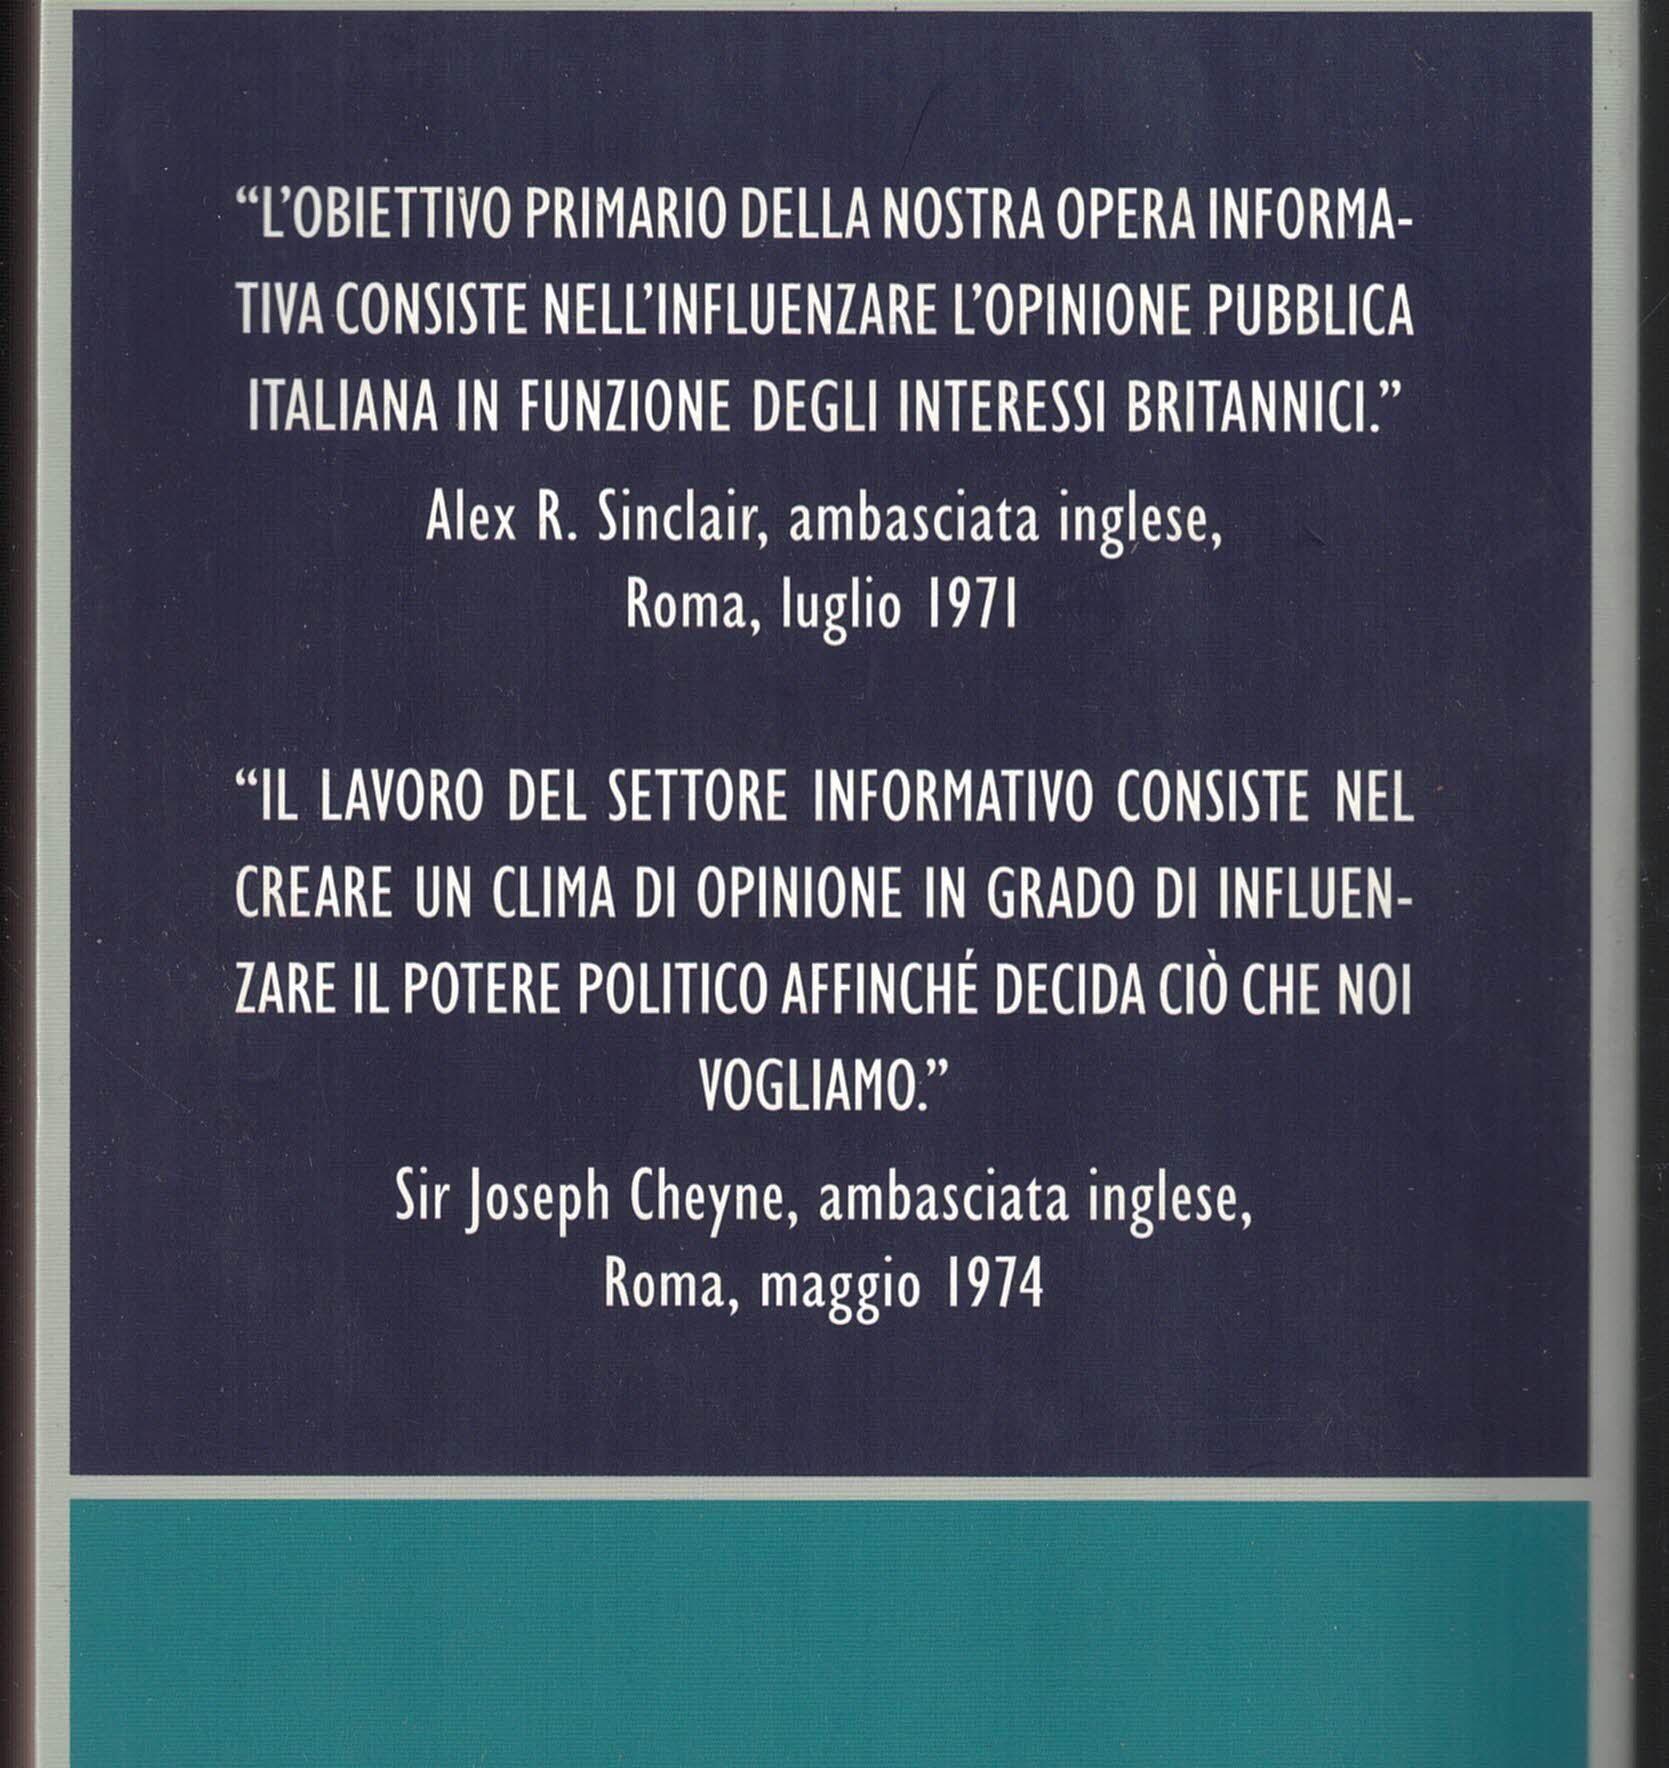 “L’OBIETTIVO PRIMARIO DELLA NOSTRA OPERA INFORMA-
TIVA CONSISTE NELL’INFLUENZARE L’OPINIONE PUBBLICA
ITALIANA IN FUNZIONE DEGLI INTERESSI BRITANNICI.”
Alex R. Sinclair, ambasciata inglese,
Roma, luglio 1971
“IL LAVORO DEL SETTORE INFORMATIVO CONSISTE NEL
CREARE UN CLIMA DI OPINIONE IN GRADO DI INFLUEN-
ZARE IL POTERE POLITICO AFFINCHÉ DECIDA CIÒ CHE NOI
VOGLIAMO.”
Sir Joseph Cheyne, ambasciata inglese,
Roma, maggio 1974